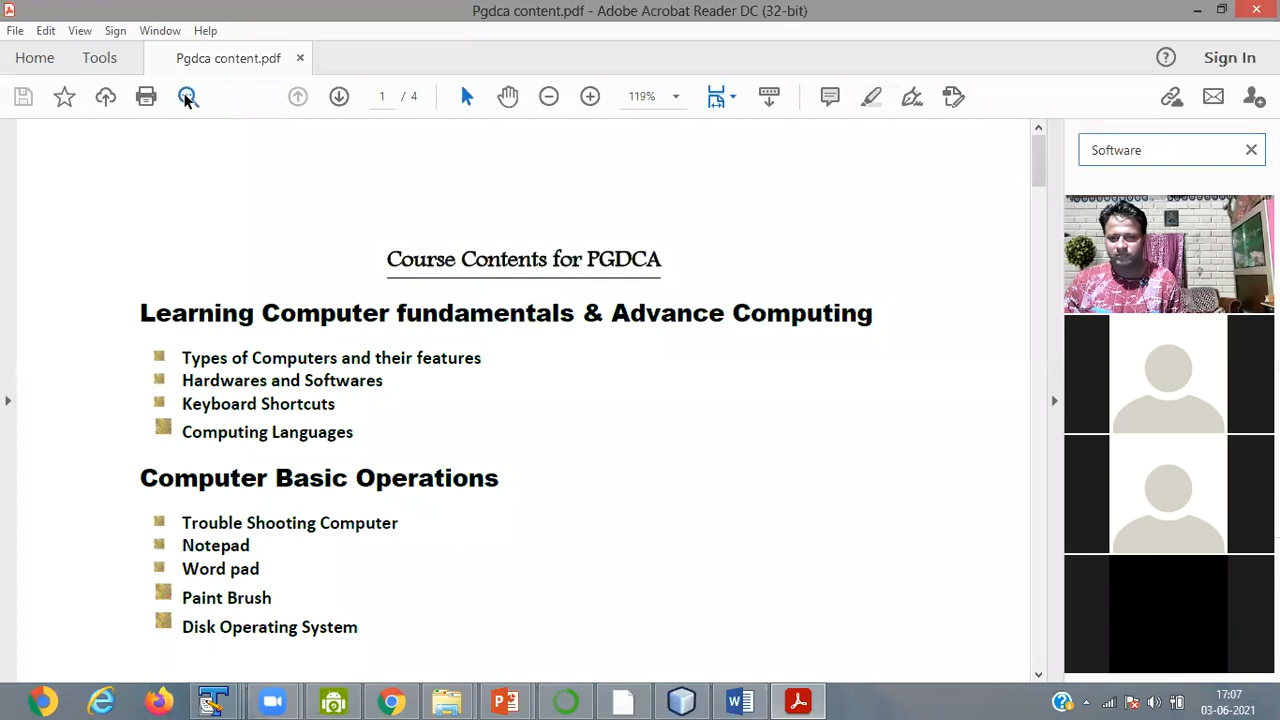 Pgdca content.pdf - Adobe Acrobat Reader DC (32-bit)
File Edit View Sign Window Help
Home Tools Pgdca content.pdf Sign In
1 / 4 119%
Software
Course Contents for PGDCA
Learning Computer fundamentals & Advance Computing
Types of Computers and their features
Hardwares and Softwares
Keyboard Shortcuts
Computing Languages
Computer Basic Operations
Trouble Shooting Computer
Notepad
Word pad
Paint Brush
Disk Operating System
17:07
03-06-2021